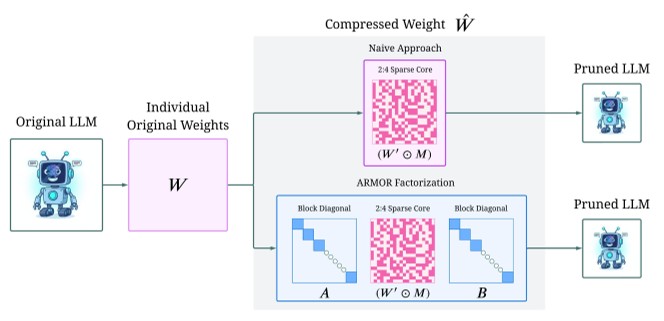 Compressed Weight Ŵ
Naive Approach
2:4 Sparse Core
(W′ ⊙ M)
Pruned LLM
Original LLM
Individual
Original Weights
W
ARMOR Factorization
Block Diagonal
2:4 Sparse Core
Block Diagonal
A
(W′ ⊙ M)
B
Pruned LLM